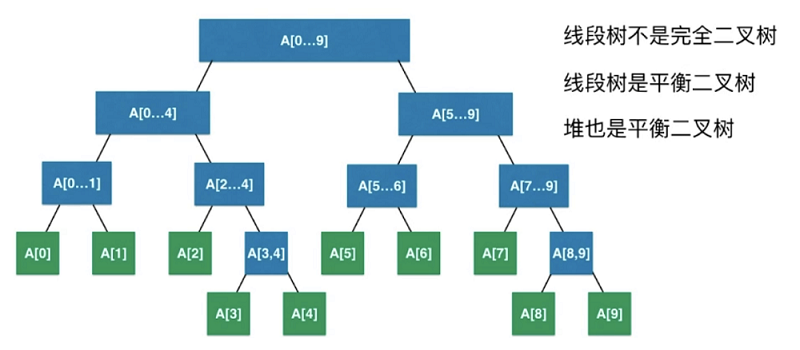 A[0...9]
线段树不是完全二叉树
线段树是平衡二叉树
堆也是平衡二叉树
A[0...4]
A[5...9]
A[0...1]
A[2...4]
A[5...6]
A[7...9]
A[0]
A[1]
A[2]
A[3,4]
A[5]
A[6]
A[7]
A[8,9]
A[3]
A[4]
A[8]
A[9]